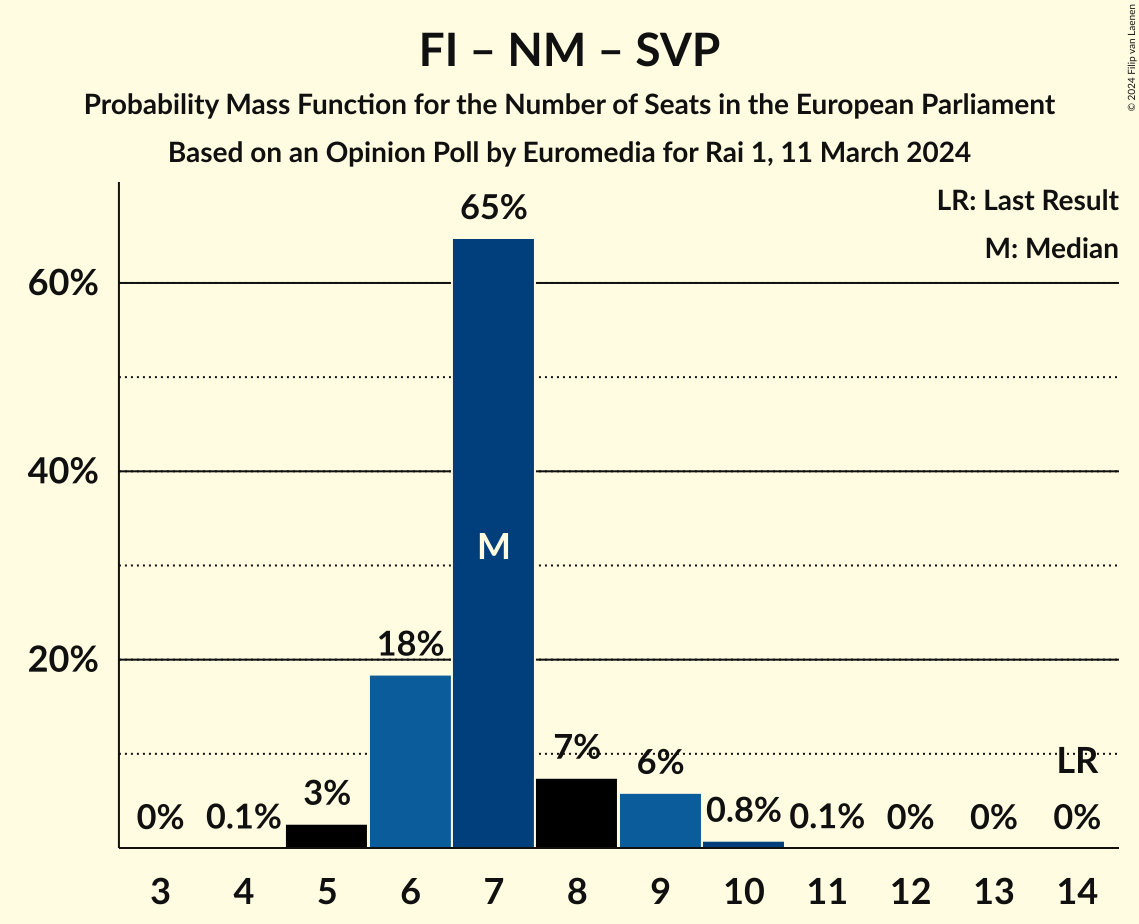 FI – NM – SVP
Probability Mass Function for the Number of Seats in the European Parliament
Based on an Opinion Poll by Euromedia for Rai 1, 11 March 2024
© 2024 Filip van Laenen
LR: Last Result
M: Median
65%
60%
40%
M
18%
20%
7%
6%
LR
3%
0.8%
0%
0.1%
0.1%
0%
0%
0%
3 4 5 6 7 8 9 10 11 12 13 14